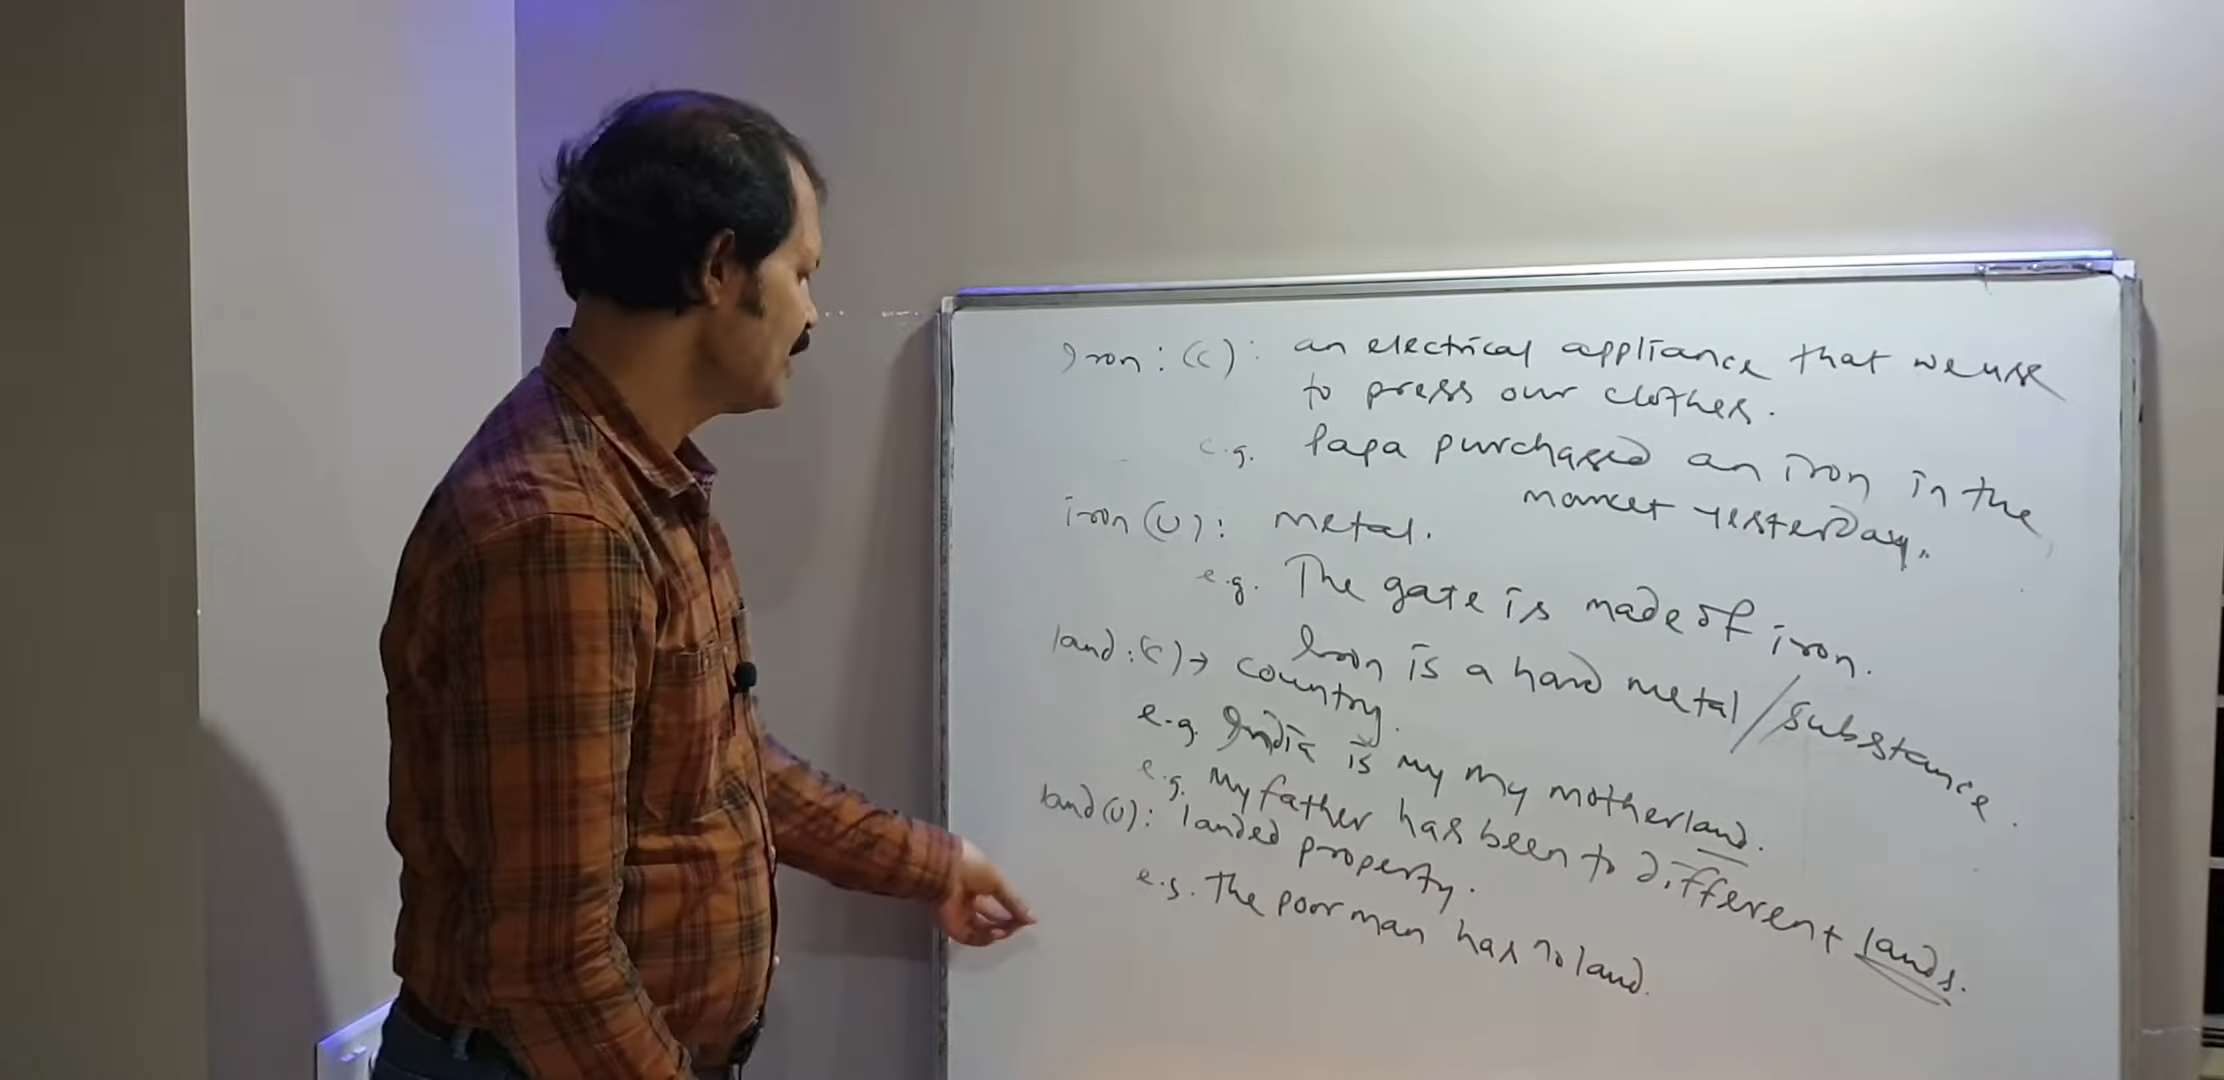 Iron : (C) : an electrical appliance that we use
to press our clothes.
e.g. Papa purchased an iron in the
market yesterday.
iron (U) : metal.
e.g. The gate is made of iron.
Iron is a hard metal / substance.
land : (C) → country.
e.g. India is my my motherland.
e.g. My father has been to different lands.
land (U) : landed property.
e.g. The poor man has no land.